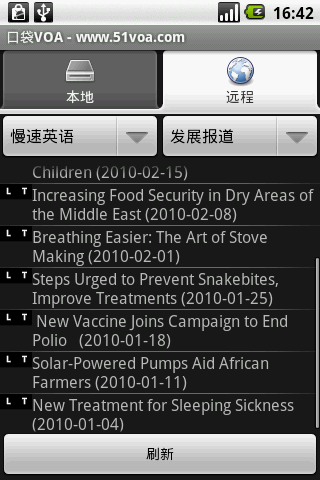 16:42
口袋VOA - www.51voa.com
本地
远程
慢速英语
发展报道
Children (2010-02-15)
L T Increasing Food Security in Dry Areas of
the Middle East (2010-02-08)
L T Breathing Easier: The Art of Stove
Making (2010-02-01)
L T Steps Urged to Prevent Snakebites,
Improve Treatments (2010-01-25)
L T New Vaccine Joins Campaign to End
Polio (2010-01-18)
L T Solar-Powered Pumps Aid African
Farmers (2010-01-11)
L T New Treatment for Sleeping Sickness
(2010-01-04)
刷新